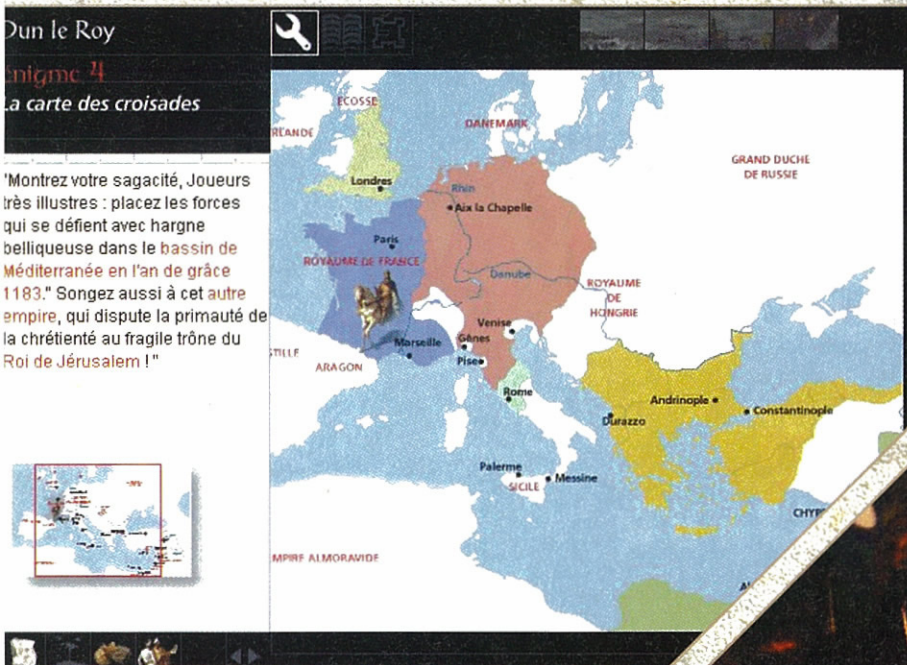 Dun le Roy
énigme 4
La carte des croisades
"Montrez votre sagacité, Joueurs
très illustres : placez les forces
qui se défient avec hargne
belliqueuse dans le bassin de
Méditerranée en l'an de grâce
1183." Songez aussi à cet autre
empire, qui dispute la primauté de
la chrétienté au fragile trône du
Roi de Jérusalem !"
ECOSSE
RLANDE
DANEMARK
GRAND DUCHE
DE RUSSIE
Londres
Rhin
Aix la Chapelle
Paris
ROYAUME DE FRANCE
Danube
ROYAUME
DE
HONGRIE
Venise
Marseille
Gênes
Pise
STILLE
ARAGON
Rome
Andrinople
Constantinople
Durazzo
Palerme
Messine
SICILE
CHYP
MPIRE ALMORAVIDE